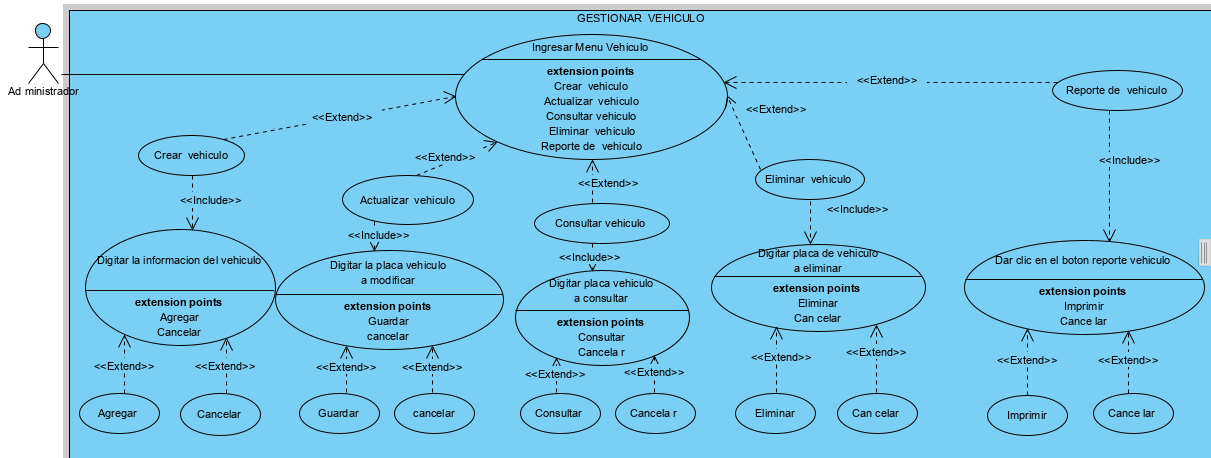 GESTIONAR VEHICULO
Ad ministrador
Ingresar Menu Vehiculo
extension points
Crear vehiculo
Actualizar vehiculo
Consultar vehiculo
Eliminar vehiculo
Reporte de vehiculo
<<Extend>>
<<Extend>>
<<Extend>>
<<Extend>>
<<Extend>>
Crear vehiculo
Actualizar vehiculo
Consultar vehiculo
Eliminar vehiculo
Reporte de vehiculo
<<Include>>
<<Include>>
<<Include>>
<<Include>>
<<Include>>
Digitar la informacion del vehiculo
extension points
Agregar
Cancelar
Digitar la placa vehiculo
a modificar
extension points
Guardar
cancelar
Digitar placa vehiculo
a consultar
extension points
Consultar
Cancela r
Digitar placa de vehiculo
a eliminar
extension points
Eliminar
Can celar
Dar clic en el boton reporte vehiculo
extension points
Imprimir
Cance lar
<<Extend>>
<<Extend>>
<<Extend>>
<<Extend>>
<<Extend>>
<<Extend>>
<<Extend>>
<<Extend>>
<<Extend>>
<<Extend>>
Agregar
Cancelar
Guardar
cancelar
Consultar
Cancela r
Eliminar
Can celar
Imprimir
Cance lar